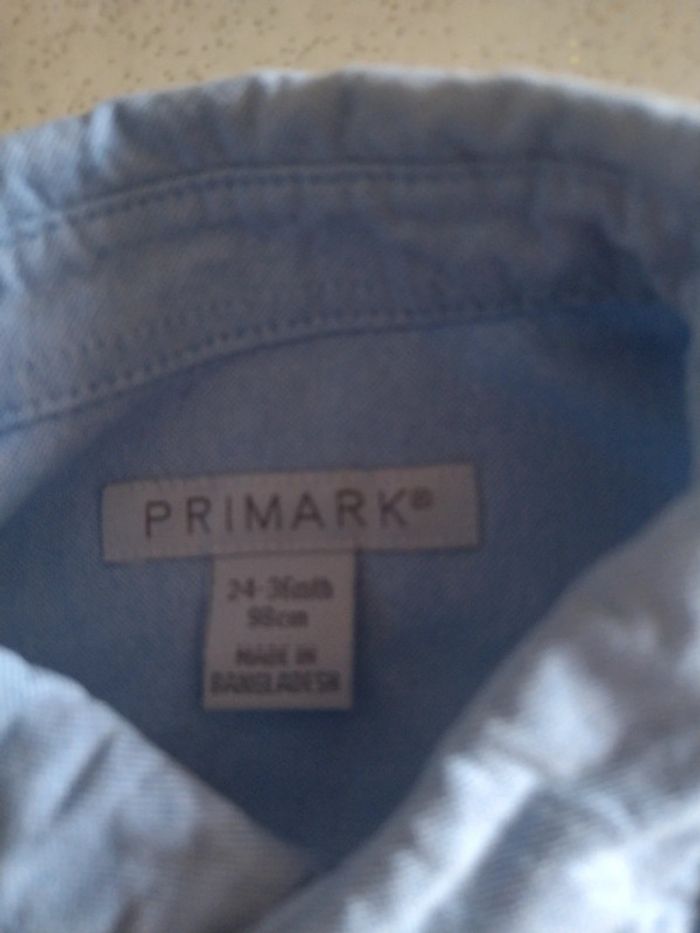 PRIMARK®
24-36mth
98cm
MADE IN
BANGLADESH